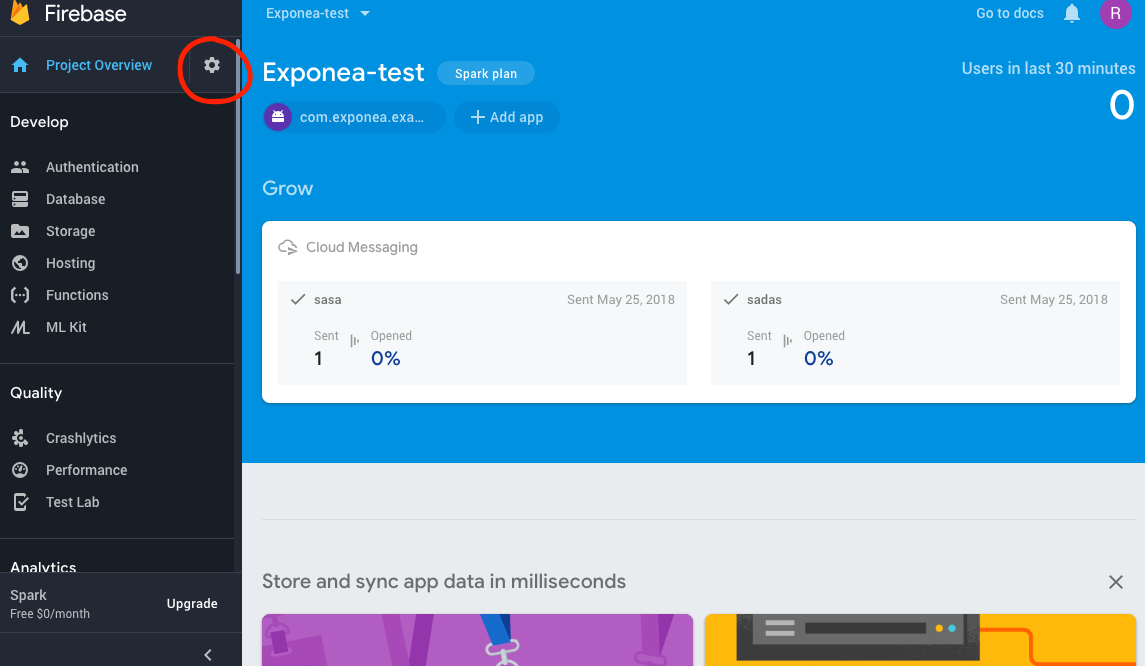 Firebase
Project Overview
Develop
Authentication
Database
Storage
Hosting
Functions
ML Kit
Quality
Crashlytics
Performance
Test Lab
Analytics
Spark
Free $0/month
Upgrade
Exponea-test
Go to docs
R
Exponea-test
Spark plan
Users in last 30 minutes
0
com.exponea.exa...
Add app
Grow
Cloud Messaging
sasa
Sent May 25, 2018
Sent
Opened
1
0%
sadas
Sent May 25, 2018
Sent
Opened
1
0%
Store and sync app data in milliseconds